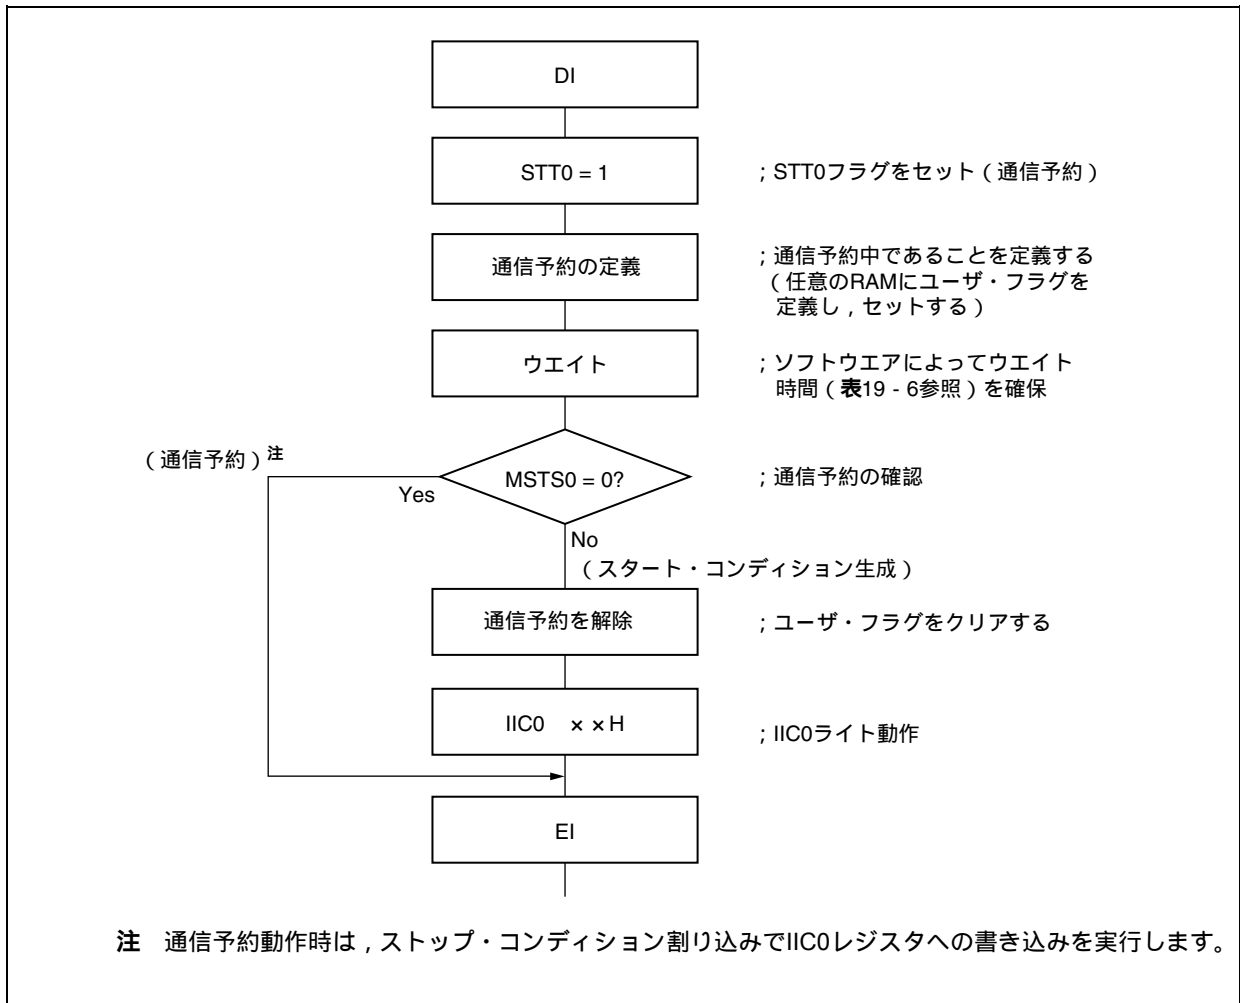 DI
STT0 = 1
;STT0フラグをセット(通信予約)
通信予約の定義
;通信予約中であることを定義する
(任意のRAMにユーザ・フラグを
定義し,セットする)
ウエイト
;ソフトウエアによってウエイト
時間(表19 - 6参照)を確保
(通信予約)注
MSTS0 = 0?
;通信予約の確認
Yes
No
(スタート・コンディション生成)
通信予約を解除
;ユーザ・フラグをクリアする
IIC0 ××H
;IIC0ライト動作
EI
注 通信予約動作時は,ストップ・コンディション割り込みでIIC0レジスタへの書き込みを実行します。